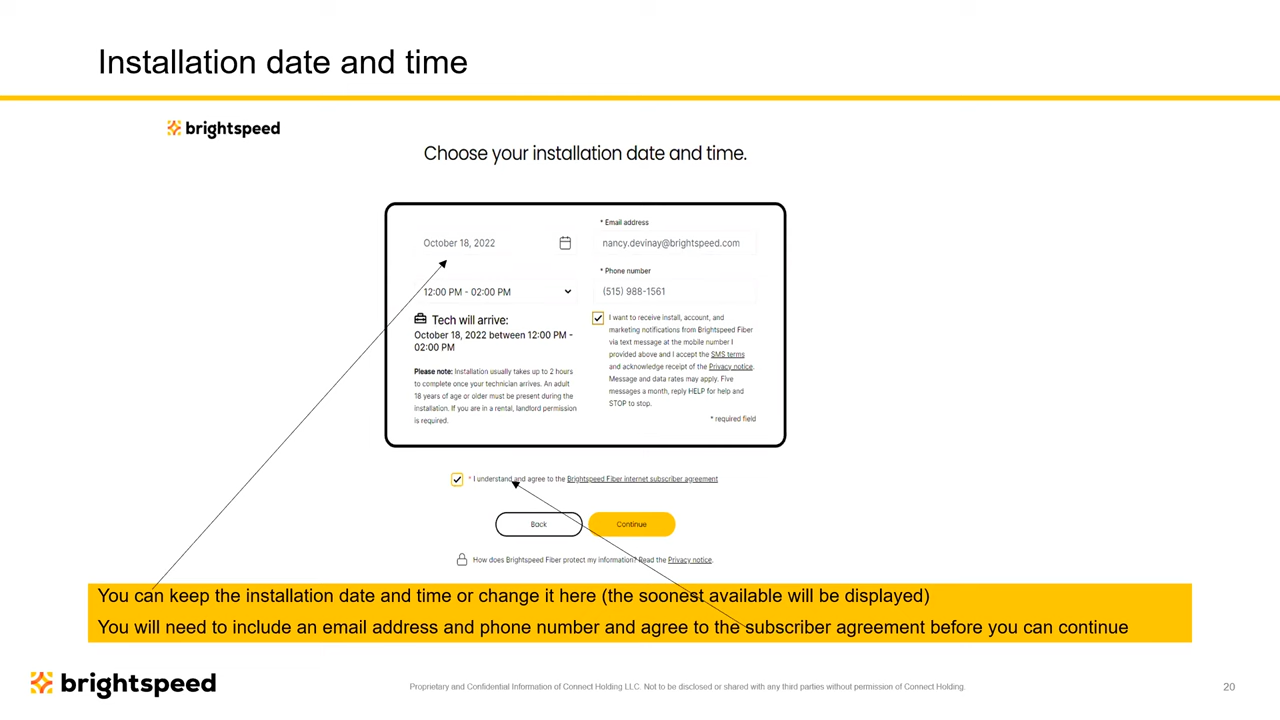 Installation date and time
brightspeed
Choose your installation date and time.
October 18, 2022
12:00 PM - 02:00 PM
Tech will arrive:
October 18, 2022 between 12:00 PM -
02:00 PM
Please note: Installation usually takes up to 2 hours
to complete once your technician arrives. An adult
18 years of age or older must be present during the
installation. If you are in a rental, landlord permission
is required.
* Email address
nancy.devinay@brightspeed.com
* Phone number
(515) 988-1561
I want to receive install, account, and
marketing notifications from Brightspeed Fiber
via text message at the mobile number I
provided above and I accept the SMS terms
and acknowledge receipt of the Privacy notice.
Message and data rates may apply. Five
messages a month, reply HELP for help and
STOP to stop.
* required field
* I understand and agree to the Brightspeed Fiber internet subscriber agreement
Back
Continue
How does Brightspeed Fiber protect my information? Read the Privacy notice.
You can keep the installation date and time or change it here (the soonest available will be displayed)
You will need to include an email address and phone number and agree to the subscriber agreement before you can continue
brightspeed
Proprietary and Confidential Information of Connect Holding LLC. Not to be disclosed or shared with any third parties without permission of Connect Holding.
20